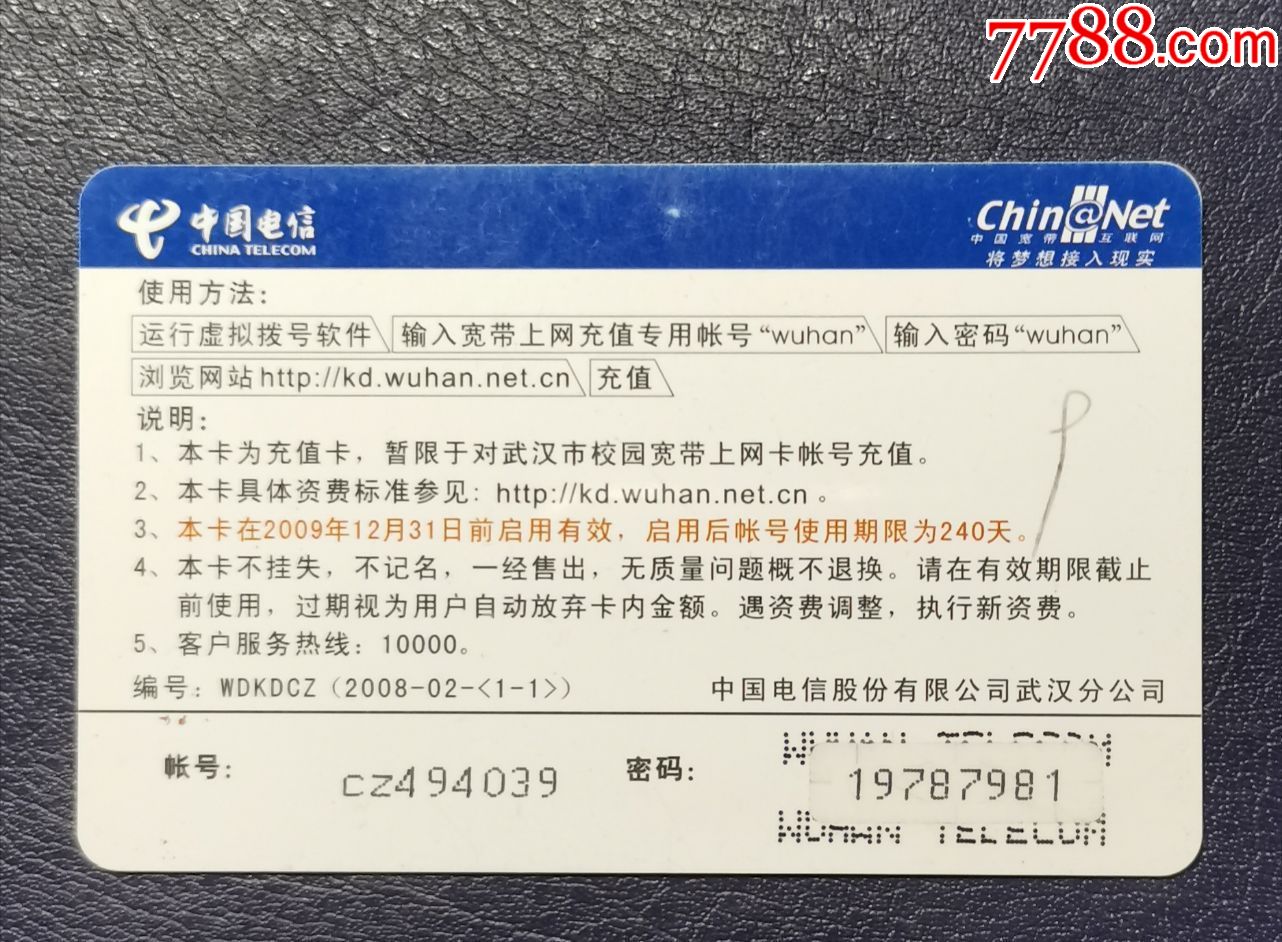 7788.com
中国电信
CHINA TELECOM
Chin@Net
中国宽带互联网
将梦想接入现实
使用方法：
运行虚拟拨号软件 输入宽带上网充值专用帐号“wuhan” 输入密码“wuhan”
浏览网站http://kd.wuhan.net.cn 充值
说明：
1、本卡为充值卡，暂限于对武汉市校园宽带上网卡帐号充值。
2、本卡具体资费标准参见：http://kd.wuhan.net.cn 。
3、本卡在2009年12月31日前启用有效，启用后帐号使用期限为240天。
4、本卡不挂失，不记名，一经售出，无质量问题概不退换。请在有效期限截止
前使用，过期视为用户自动放弃卡内金额。遇资费调整，执行新资费。
5、客户服务热线：10000。
编号：WDKDCZ（2008-02-<1-1>） 中国电信股份有限公司武汉分公司
WUHAN TELECOM
帐号： cz494039 密码： 19787981
WUHAN TELECOM